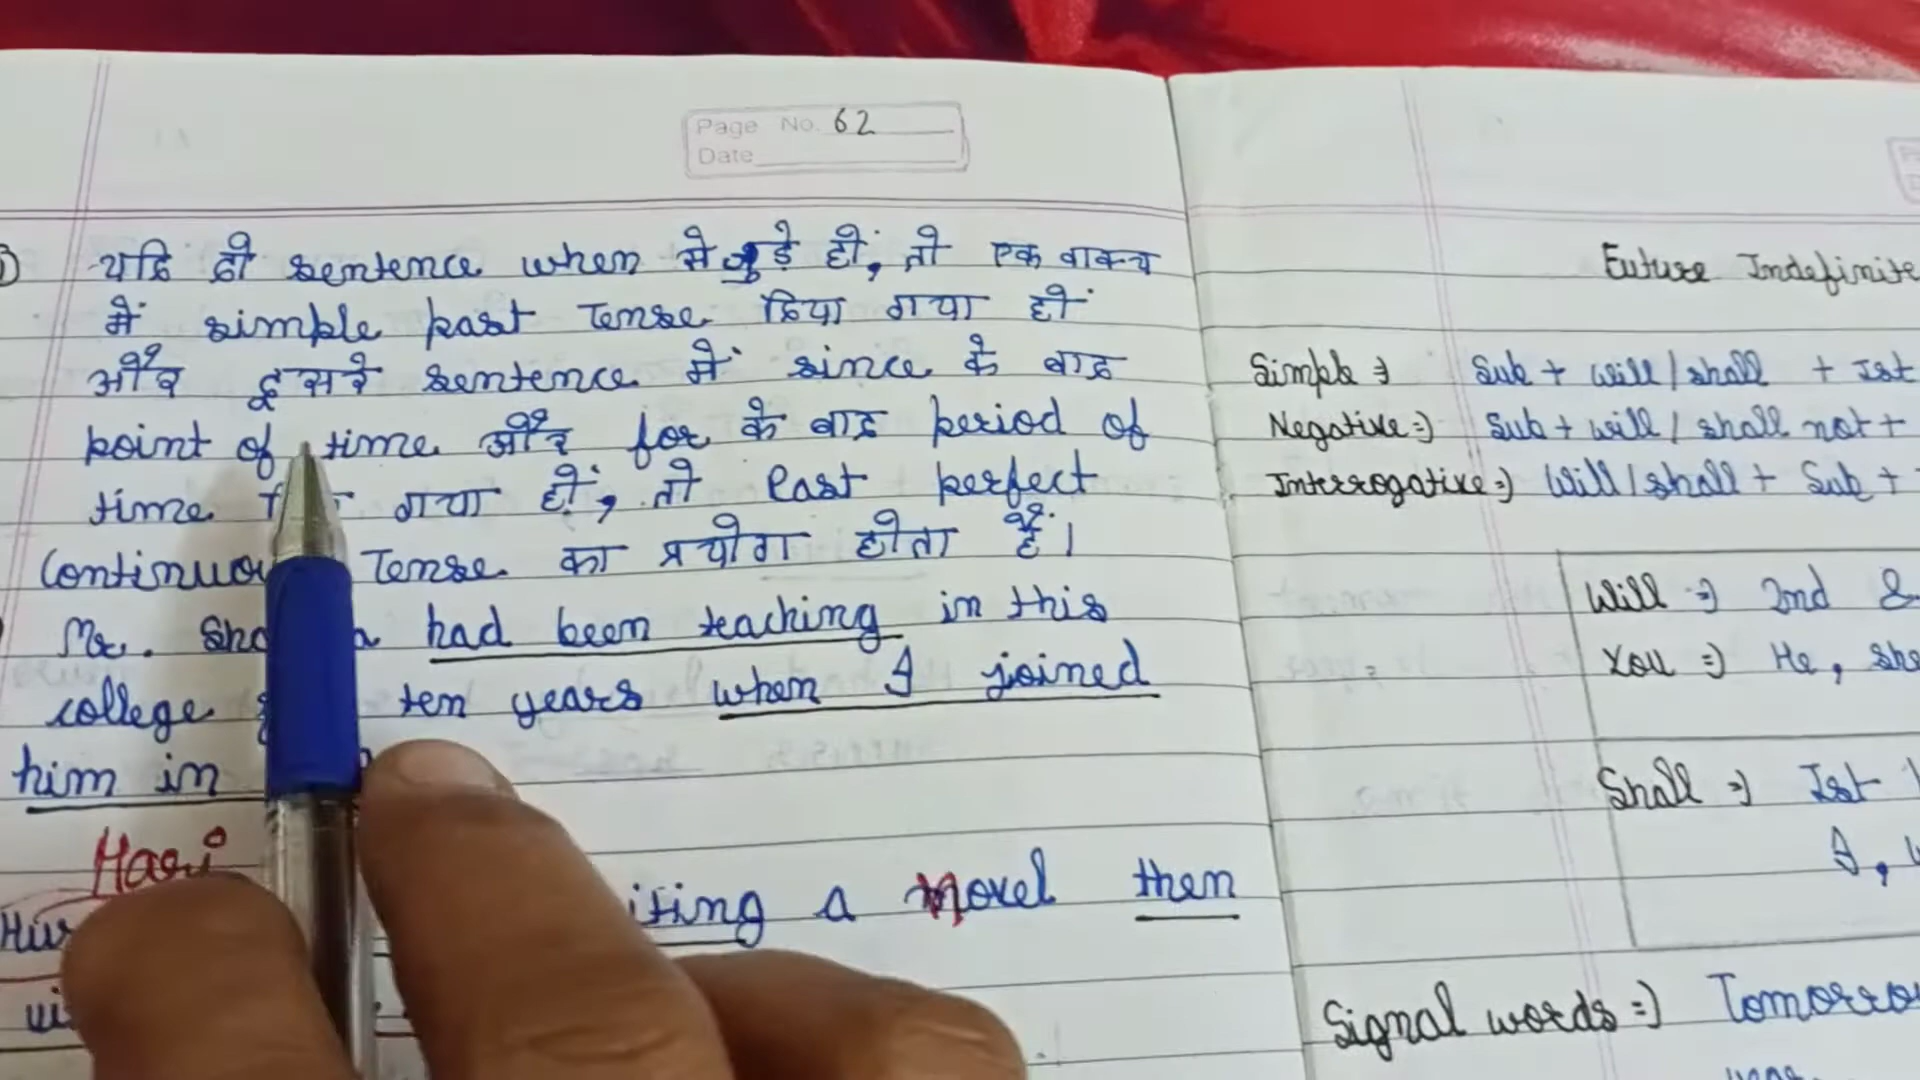 Page No. 62
Date
यदि दो sentence when से जुड़े हों, तो एक वाक्य
में simple past Tense दिया गया हों
और दूसरे sentence में since के बाद
point of time और for के बाद period of
time गया हों, तो Past perfect
Continuou Tense का प्रयोग होता हैं।
Mr. Sha a had been teaching in this
college ten years when I joined
him in
Hari
iting a Novel then
Future Indefinite
Simple ⇒ Sub + will/shall + Ist
Negative ⇒ Sub + will/shall not +
Interrogative ⇒ Will/shall + Sub +
Will ⇒ 2nd &
You ⇒ He, She
Shall ⇒ Ist
I,
Signal words ⇒ Tomorro